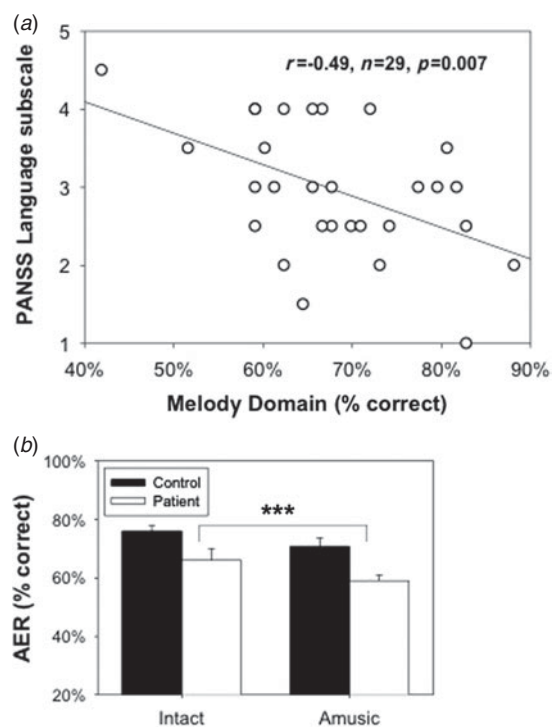 (a)
5
r=-0.49, n=29, p=0.007
4
3
2
1
PANSS Language subscale
40% 50% 60% 70% 80% 90%
Melody Domain (% correct)
(b)
100%
Control
Patient
***
80%
60%
40%
20%
AER (% correct)
Intact Amusic